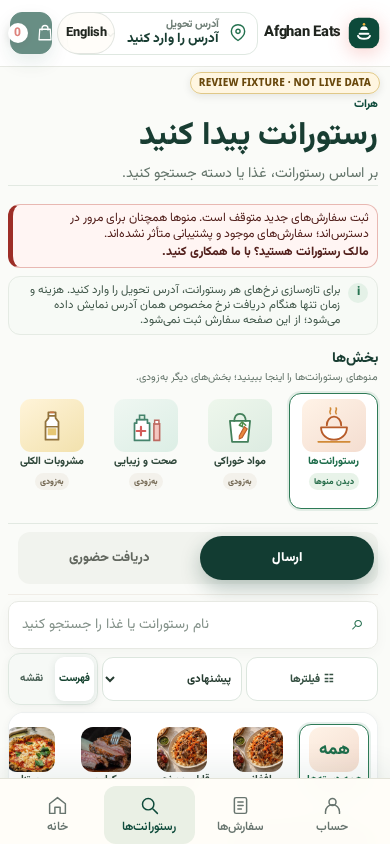 Afghan Eats
آدرس تحویل
آدرس را وارد کنید
English
0
REVIEW FIXTURE · NOT LIVE DATA
هرات
رستورانت پیدا کنید
بر اساس رستورانت، غذا یا دسته جستجو کنید.
ثبت سفارش‌های جدید متوقف است. منوها همچنان برای مرور در
دسترس‌اند؛ سفارش‌های موجود و پشتیبانی متأثر نشده‌اند.
مالک رستورانت هستید؟ با ما همکاری کنید.
i
برای تازه‌سازی نرخ‌های هر رستورانت، آدرس تحویل را وارد کنید. هزینه و
زمان تنها هنگام دریافت نرخ مخصوص همان آدرس نمایش داده
می‌شود؛ از این صفحه سفارش ثبت نمی‌شود.
بخش‌ها
منوهای رستورانت‌ها را اینجا ببینید؛ بخش‌های دیگر به‌زودی.
رستورانت‌ها
دیدن منوها
مواد خوراکی
به‌زودی
صحت و زیبایی
به‌زودی
مشروبات الکلی
به‌زودی
ارسال
دریافت حضوری
نام رستورانت یا غذا را جستجو کنید
فیلترها
پیشنهادی
فهرست
نقشه
همه
حساب
سفارش‌ها
رستورانت‌ها
خانه